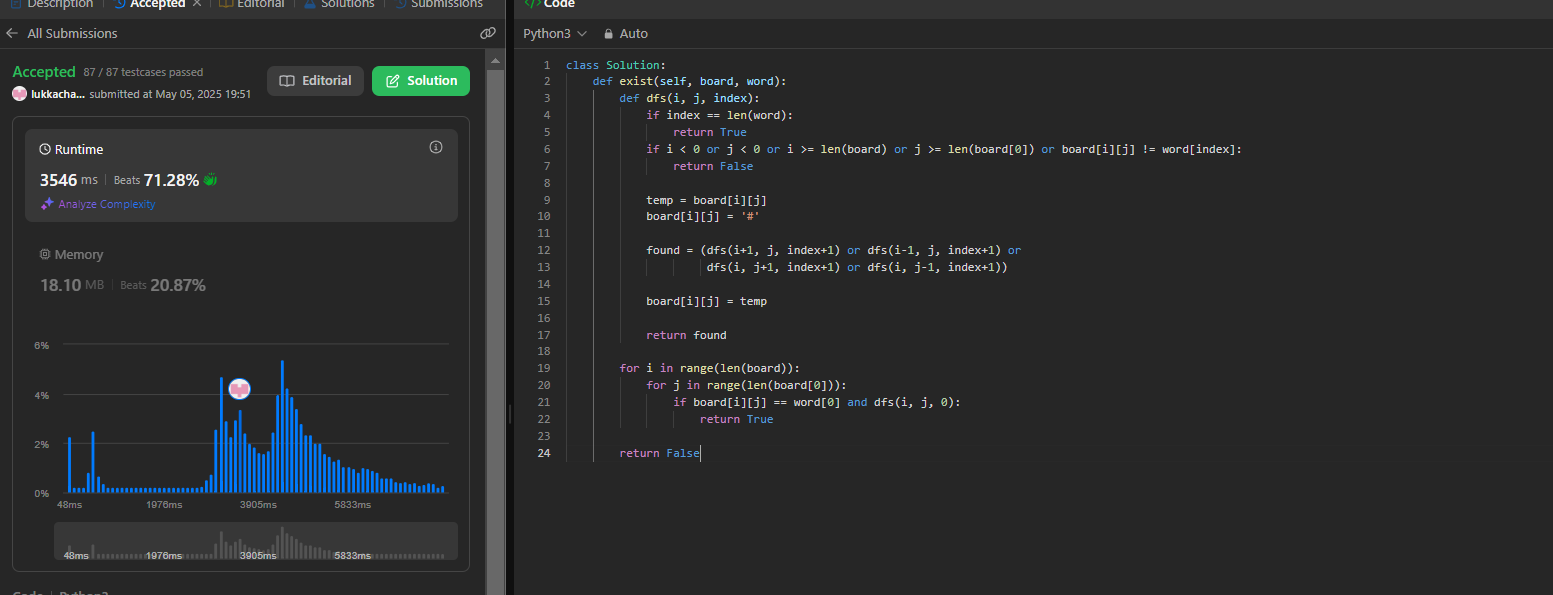 Description
Accepted
Editorial
Solutions
Submissions
All Submissions
Accepted 87 / 87 testcases passed
lukkacha... submitted at May 05, 2025 19:51
Editorial
Solution
Runtime
3546 ms Beats 71.28%
Analyze Complexity
Memory
18.10 MB Beats 20.87%
6%
4%
2%
0%
48ms 1976ms 3905ms 5833ms
48ms 1976ms 3905ms 5833ms
Code Python3
</> Code
Python3 Auto
1 class Solution:
2 def exist(self, board, word):
3 def dfs(i, j, index):
4 if index == len(word):
5 return True
6 if i < 0 or j < 0 or i >= len(board) or j >= len(board[0]) or board[i][j] != word[index]:
7 return False
8
9 temp = board[i][j]
10 board[i][j] = '#'
11
12 found = (dfs(i+1, j, index+1) or dfs(i-1, j, index+1) or
13 dfs(i, j+1, index+1) or dfs(i, j-1, index+1))
14
15 board[i][j] = temp
16
17 return found
18
19 for i in range(len(board)):
20 for j in range(len(board[0])):
21 if board[i][j] == word[0] and dfs(i, j, 0):
22 return True
23
24 return False